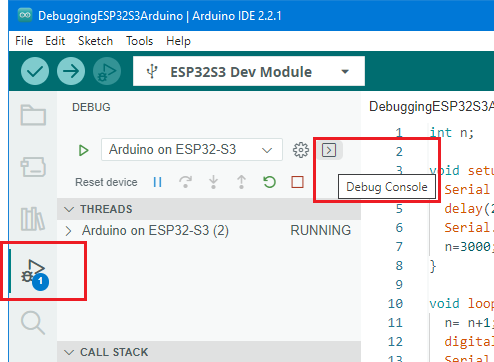 DebuggingESP32S3Arduino | Arduino IDE 2.2.1
File Edit Sketch Tools Help
ESP32S3 Dev Module
DEBUG
Arduino on ESP32-S3
Reset device
THREADS
Arduino on ESP32-S3 (2) RUNNING
1
CALL STACK
DebuggingESP32S3Ar
Debug Console
1 int n;
2
3 void setu
Serial
5 delay(2
6 Serial.
7 n=3000;
8 }
9
10 void loop
11 n= n+1;
12 digital
13 Serial